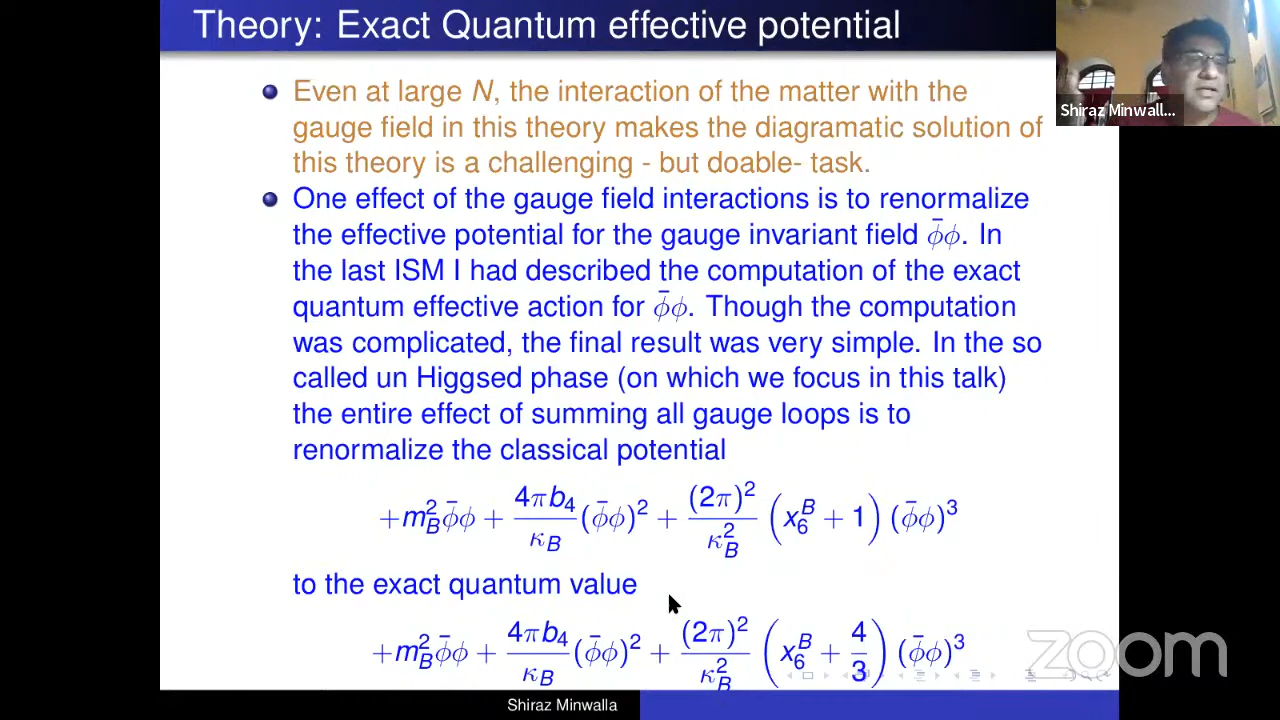 Theory: Exact Quantum effective potential
Shiraz Minwall...
Even at large N, the interaction of the matter with the
gauge field in this theory makes the diagramatic solution of
this theory is a challenging - but doable- task.
One effect of the gauge field interactions is to renormalize
the effective potential for the gauge invariant field φ̄φ. In
the last ISM I had described the computation of the exact
quantum effective action for φ̄φ. Though the computation
was complicated, the final result was very simple. In the so
called un Higgsed phase (on which we focus in this talk)
the entire effect of summing all gauge loops is to
renormalize the classical potential
+m_B^2 φ̄φ + \frac{4πb_4}{κ_B}(φ̄φ)^2 + \frac{(2π)^2}{κ_B^2} (x_6^B + 1) (φ̄φ)^3
to the exact quantum value
+m_B^2 φ̄φ + \frac{4πb_4}{κ_B}(φ̄φ)^2 + \frac{(2π)^2}{κ_B^2} (x_6^B + \frac{4}{3}) (φ̄φ)^3
zoom
Shiraz Minwalla